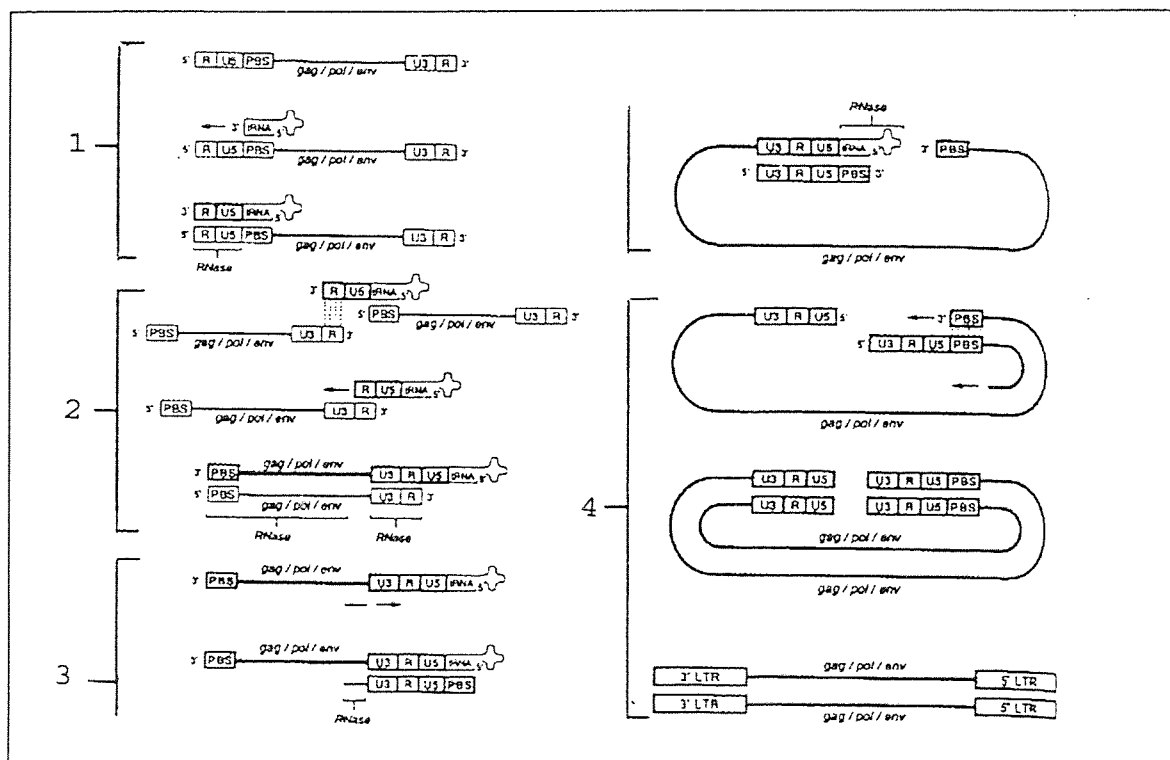 1
5' R U5 PBS gag / pol / env U3 R 3'
3' tRNA 5'
5' R U5 PBS gag / pol / env U3 R 3'
3' R U5 tRNA 5'
5' R U5 PBS gag / pol / env U3 R 3'
RNase
2
3' R U5 tRNA 5'
5' PBS gag / pol / env U3 R 3'
5' PBS gag / pol / env U3 R 3'
R U5 tRNA 5'
5' PBS gag / pol / env U3 R 3'
gag / pol / env
3' PBS U3 R U5 tRNA 5'
5' PBS gag / pol / env U3 R 3'
RNase RNase
3
gag / pol / env
3' PBS U3 R U5 tRNA 5'
gag / pol / env
3' PBS U3 R U5 tRNA 5'
U3 R U5 PBS
RNase
RNase
U3 R U5 tRNA 5' 3' PBS
5' U3 R U5 PBS 3'
gag / pol / env
4
U3 R U5 5' 3' PBS
5' U3 R U5 PBS
gag / pol / env
U3 R U5 U3 R U5 PBS
U3 R U5 U3 R U5 PBS
gag / pol / env
gag / pol / env
3' LTR gag / pol / env 5' LTR
3' LTR gag / pol / env 5' LTR